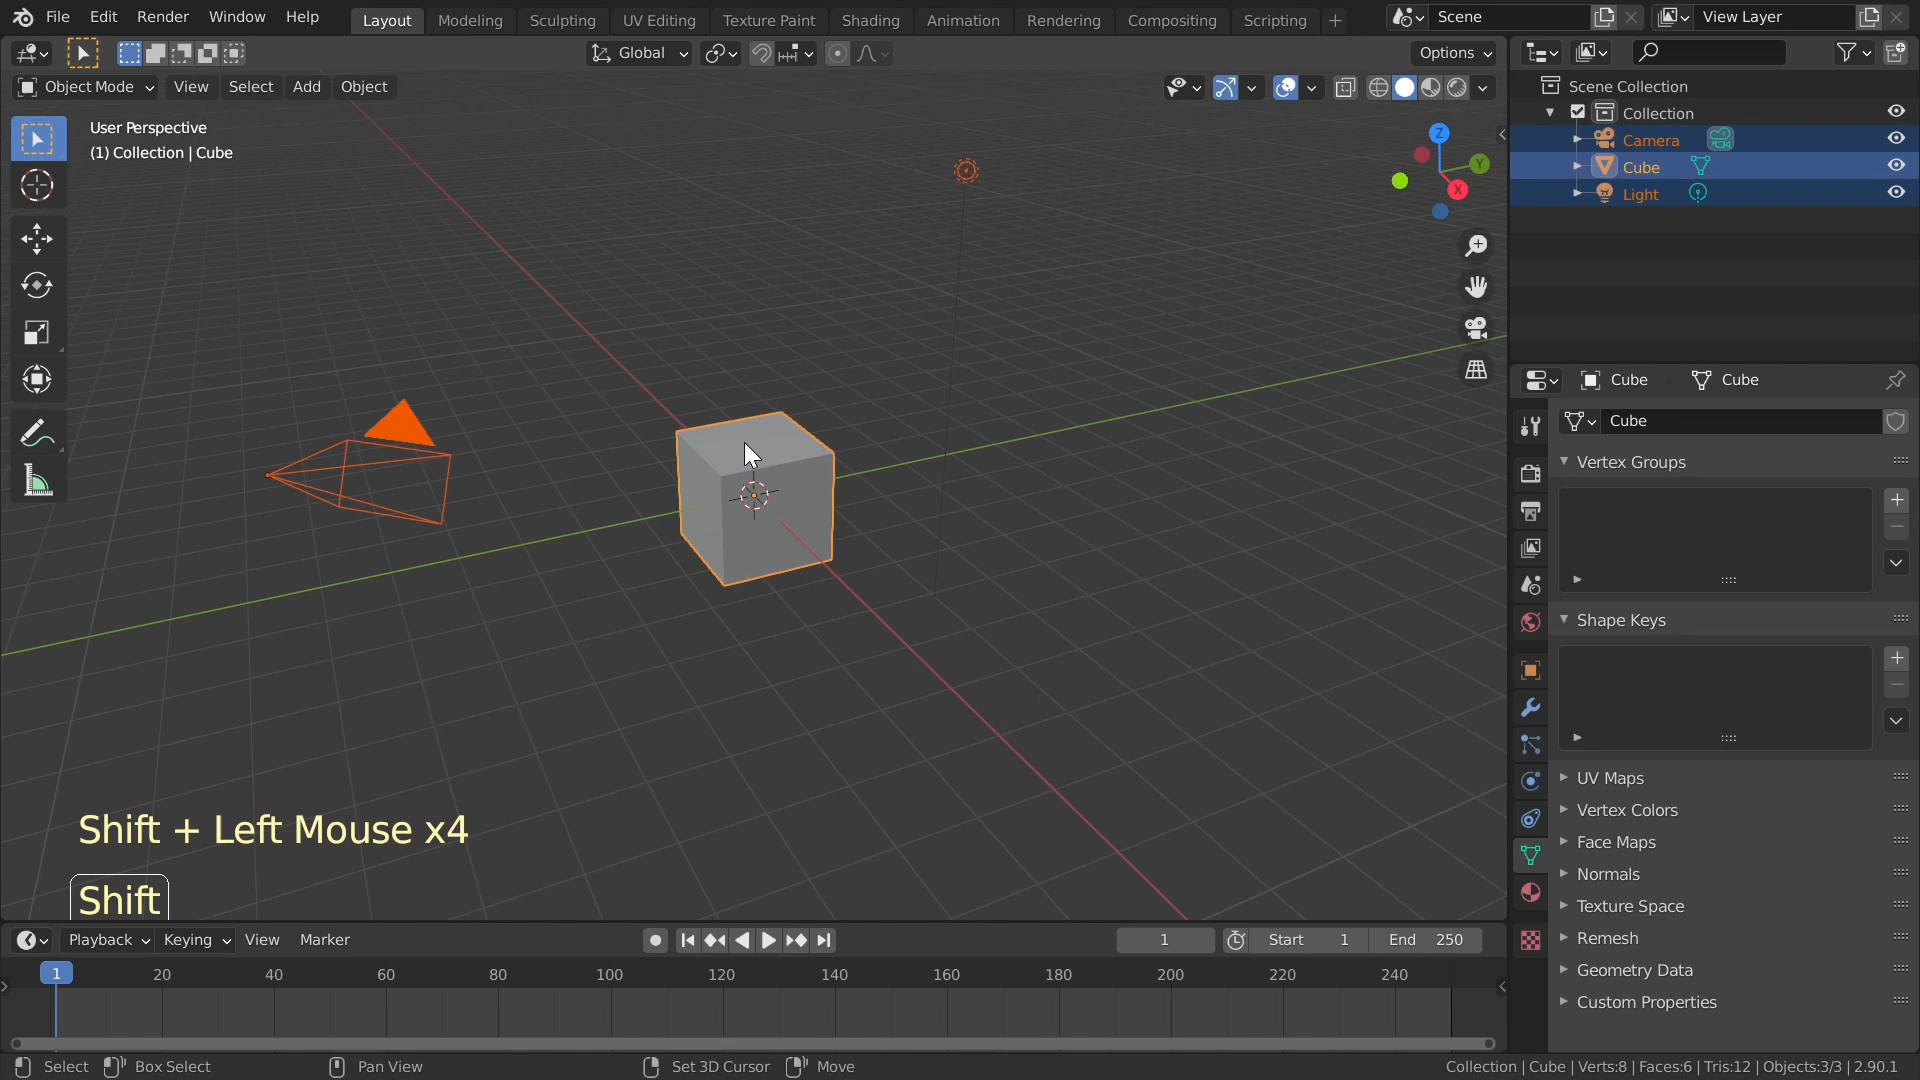 File Edit Render Window Help Layout Modeling Sculpting UV Editing Texture Paint Shading Animation Rendering Compositing Scripting + Scene View Layer
Global Options
Object Mode View Select Add Object
User Perspective
(1) Collection | Cube
Z
Y
X
Scene Collection
Collection
Camera
Cube
Light
Cube Cube
Cube
Vertex Groups
Shape Keys
UV Maps
Vertex Colors
Face Maps
Normals
Texture Space
Remesh
Geometry Data
Custom Properties
Shift + Left Mouse x4
Shift
Playback Keying View Marker 1 Start 1 End 250
1 20 40 60 80 100 120 140 160 180 200 220 240
Select Box Select Pan View Set 3D Cursor Move Collection | Cube | Verts:8 | Faces:6 | Tris:12 | Objects:3/3 | 2.90.1